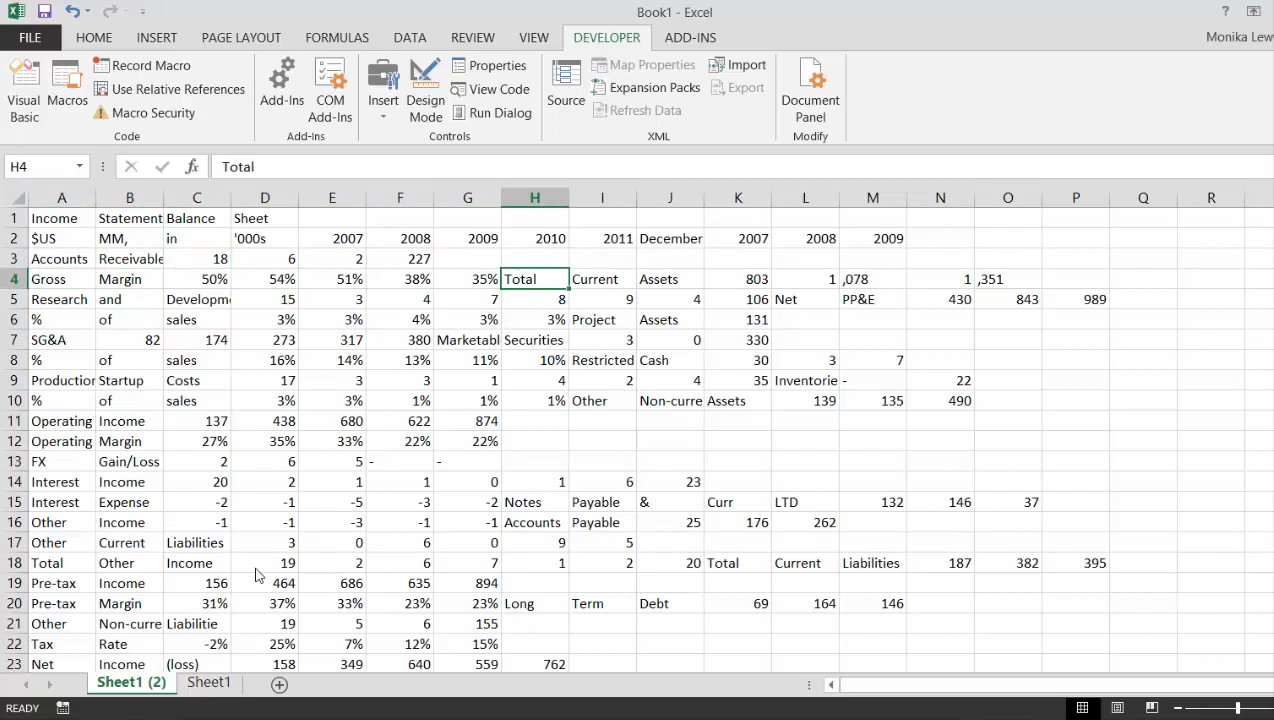 Book1 - Excel
?
FILE HOME INSERT PAGE LAYOUT FORMULAS DATA REVIEW VIEW DEVELOPER ADD-INS Monika Lew
Visual Basic
Macros
Record Macro
Use Relative References
Macro Security
Code
Add-Ins
COM Add-Ins
Add-Ins
Insert
Design Mode
Properties
View Code
Run Dialog
Controls
Source
Map Properties
Expansion Packs
Refresh Data
Import
Export
XML
Document Panel
Modify
H4 fx Total
A B C D E F G H I J K L M N O P Q R
1 Income Statement Balance Sheet
2 $US MM, in '000s 2007 2008 2009 2010 2011 December 2007 2008 2009
3 Accounts Receivable 18 6 2 227
4 Gross Margin 50% 54% 51% 38% 35% Total Current Assets 803 1 ,078 1 ,351
5 Research and Developm 15 3 4 7 8 9 4 106 Net PP&E 430 843 989
6 % of sales 3% 3% 4% 3% 3% Project Assets 131
7 SG&A 82 174 273 317 380 Marketabl Securities 3 0 330
8 % of sales 16% 14% 13% 11% 10% Restricted Cash 30 3 7
9 Production Startup Costs 17 3 3 1 4 2 4 35 Inventorie - 22
10 % of sales 3% 3% 1% 1% 1% Other Non-curre Assets 139 135 490
11 Operating Income 137 438 680 622 874
12 Operating Margin 27% 35% 33% 22% 22%
13 FX Gain/Loss 2 6 5 - -
14 Interest Income 20 2 1 1 0 1 6 23
15 Interest Expense -2 -1 -5 -3 -2 Notes Payable & Curr LTD 132 146 37
16 Other Income -1 -1 -3 -1 -1 Accounts Payable 25 176 262
17 Other Current Liabilities 3 0 6 0 9 5
18 Total Other Income 19 2 6 7 1 2 20 Total Current Liabilities 187 382 395
19 Pre-tax Income 156 464 686 635 894
20 Pre-tax Margin 31% 37% 33% 23% 23% Long Term Debt 69 164 146
21 Other Non-curre Liabilitie 19 5 6 155
22 Tax Rate -2% 25% 7% 12% 15%
23 Net Income (loss) 158 349 640 559 762
Sheet1 (2) Sheet1
READY